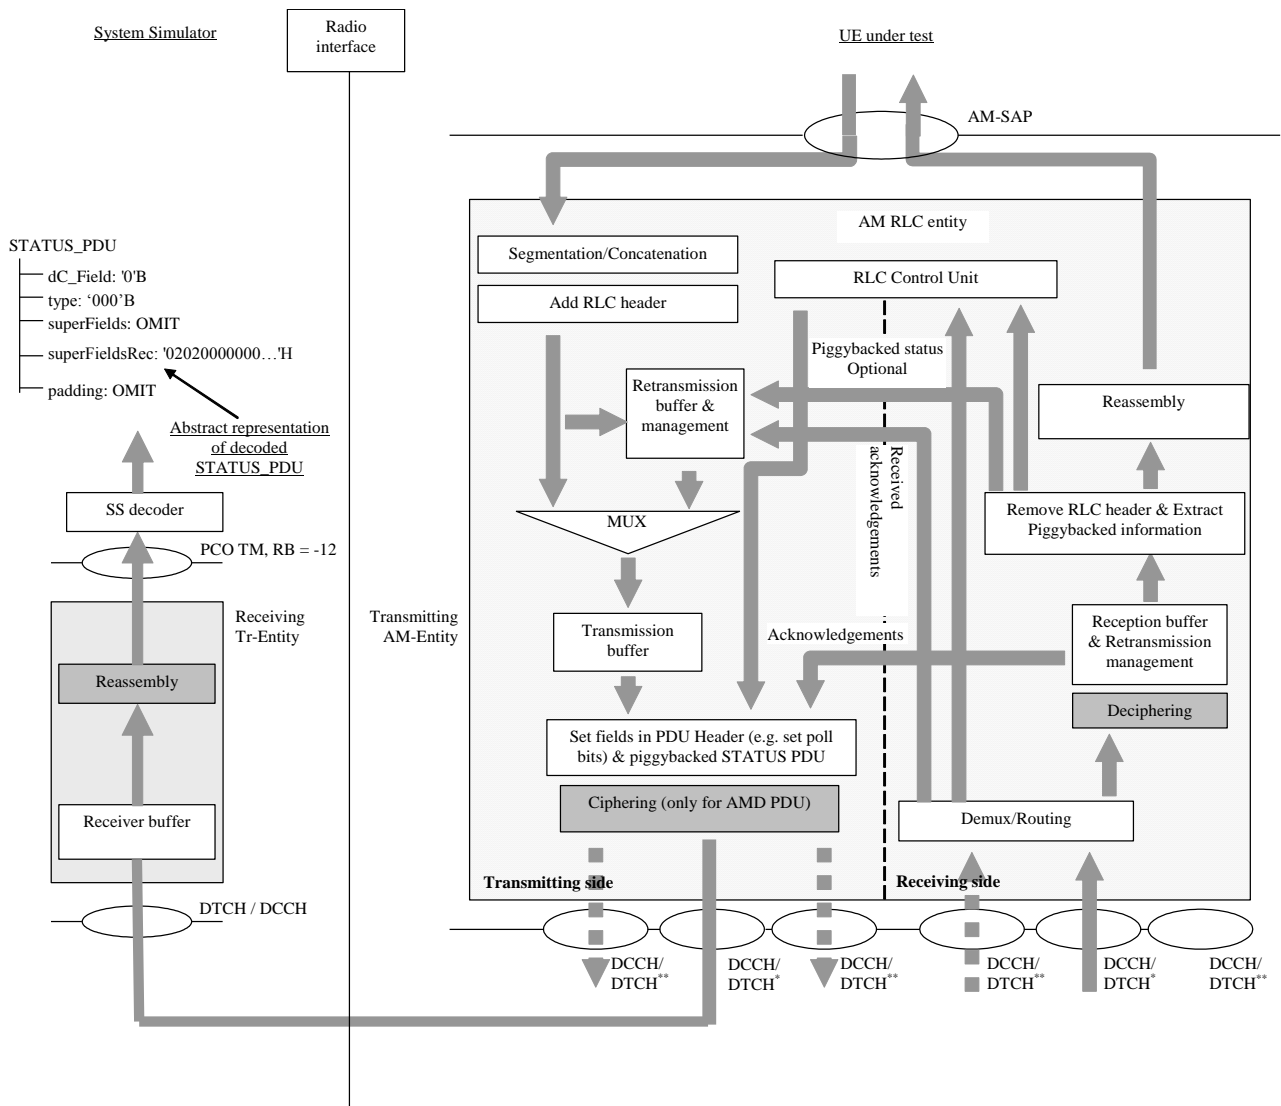 System Simulator
Radio
interface
UE under test
AM-SAP
AM RLC entity
STATUS_PDU
dC_Field: '0'B
type: ‘000’B
superFields: OMIT
superFieldsRec: '02020000000…'H
padding: OMIT
Abstract representation
of decoded
STATUS_PDU
SS decoder
PCO TM, RB = -12
Receiving
Tr-Entity
Reassembly
Receiver buffer
DTCH / DCCH
Transmitting
AM-Entity
Segmentation/Concatenation
Add RLC header
RLC Control Unit
Piggybacked status
Optional
Retransmission
buffer &
management
Reassembly
Received
acknowledgements
MUX
Remove RLC header & Extract
Piggybacked information
Transmission
buffer
Acknowledgements
Reception buffer
& Retransmission
management
Deciphering
Set fields in PDU Header (e.g. set poll
bits) & piggybacked STATUS PDU
Ciphering (only for AMD PDU)
Demux/Routing
Transmitting side
Receiving side
DCCH/
DTCH**
DCCH/
DTCH*
DCCH/
DTCH**
DCCH/
DTCH**
DCCH/
DTCH*
DCCH/
DTCH**